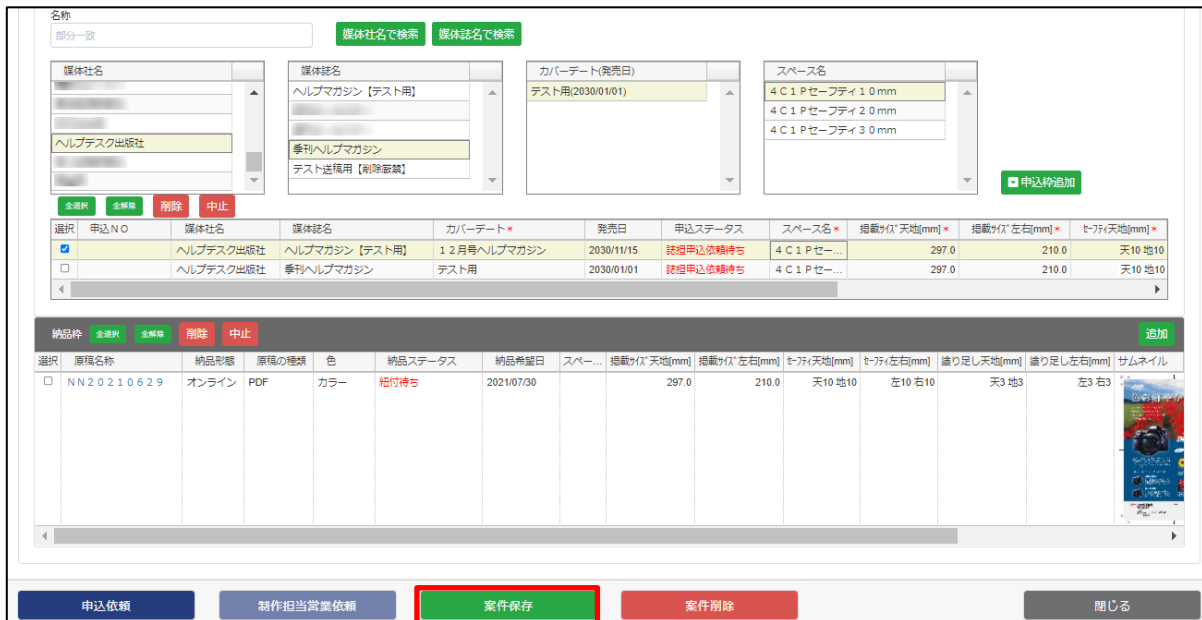 名称
部分一致 媒体社名で検索 媒体誌名で検索
媒体社名 媒体誌名 カバーデート(発売日) スペース名
ヘルプマガジン【テスト用】 テスト用(2030/01/01) 4C1Pセーフティ10mm
4C1Pセーフティ20mm
4C1Pセーフティ30mm
ヘルプデスク出版社 季刊ヘルプマガジン
テスト送稿用【削除厳禁】
申込枠追加
全選択 全解除 削除 中止
選択 申込NO 媒体社名 媒体誌名 カバーデート* 発売日 申込ステータス スペース名* 掲載ｻｲｽﾞ天地[mm]* 掲載ｻｲｽﾞ左右[mm]* ｾｰﾌﾃｨ天地[mm]*
ヘルプデスク出版社 ヘルプマガジン【テスト用】 12月号ヘルプマガジン 2030/11/15 誌担申込依頼待ち 4C1Pセー... 297.0 210.0 天10 地10
ヘルプデスク出版社 季刊ヘルプマガジン テスト用 2030/01/01 誌担申込依頼待ち 4C1Pセー... 297.0 210.0 天10 地10
納品枠 全選択 全解除 削除 中止 追加
選択 原稿名称 納品形態 原稿の種類 色 納品ステータス 納品希望日 スペー... 掲載ｻｲｽﾞ天地[mm] 掲載ｻｲｽﾞ左右[mm] ｾｰﾌﾃｨ天地[mm] ｾｰﾌﾃｨ左右[mm] 塗り足し天地[mm] 塗り足し左右[mm] サムネイル
NN20210629 オンライン PDF カラー 紐付待ち 2021/07/30 297.0 210.0 天10 地10 左10 右10 天3 地3 左3 右3
申込依頼 制作担当営業依頼 案件保存 案件削除 閉じる